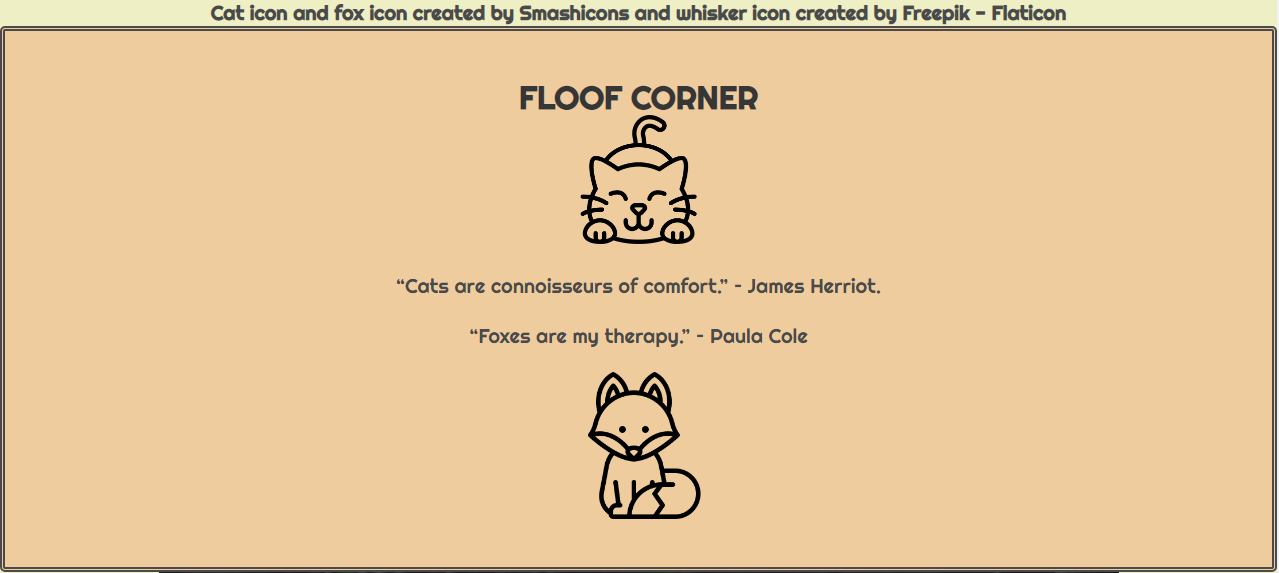 Cat icon and fox icon created by Smashicons and whisker icon created by Freepik - Flaticon
FLOOF CORNER
“Cats are connoisseurs of comfort.” - James Herriot.
“Foxes are my therapy.” - Paula Cole